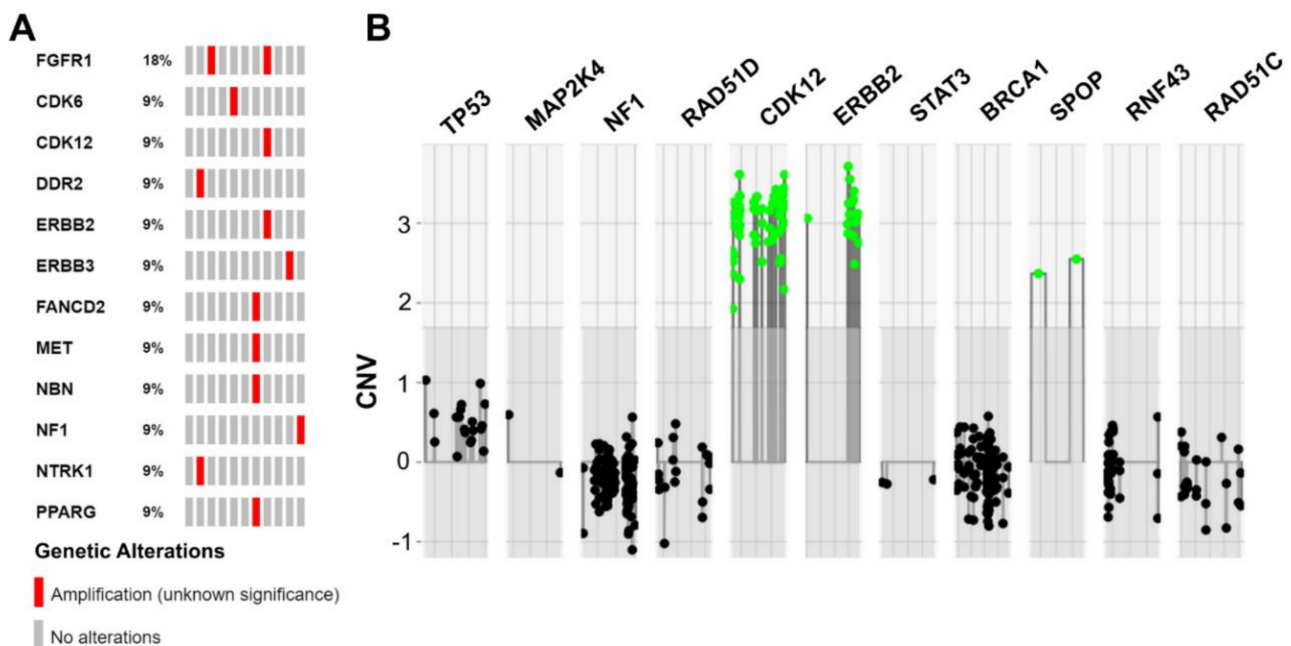 A
FGFR1 18%
CDK6 9%
CDK12 9%
DDR2 9%
ERBB2 9%
ERBB3 9%
FANCD2 9%
MET 9%
NBN 9%
NF1 9%
NTRK1 9%
PPARG 9%
Genetic Alterations
Amplification (unknown significance)
No alterations
B
TP53 MAP2K4 NF1 RAD51D CDK12 ERBB2 STAT3 BRCA1 SPOP RNF43 RAD51C
CNV
3
2
1
0
-1